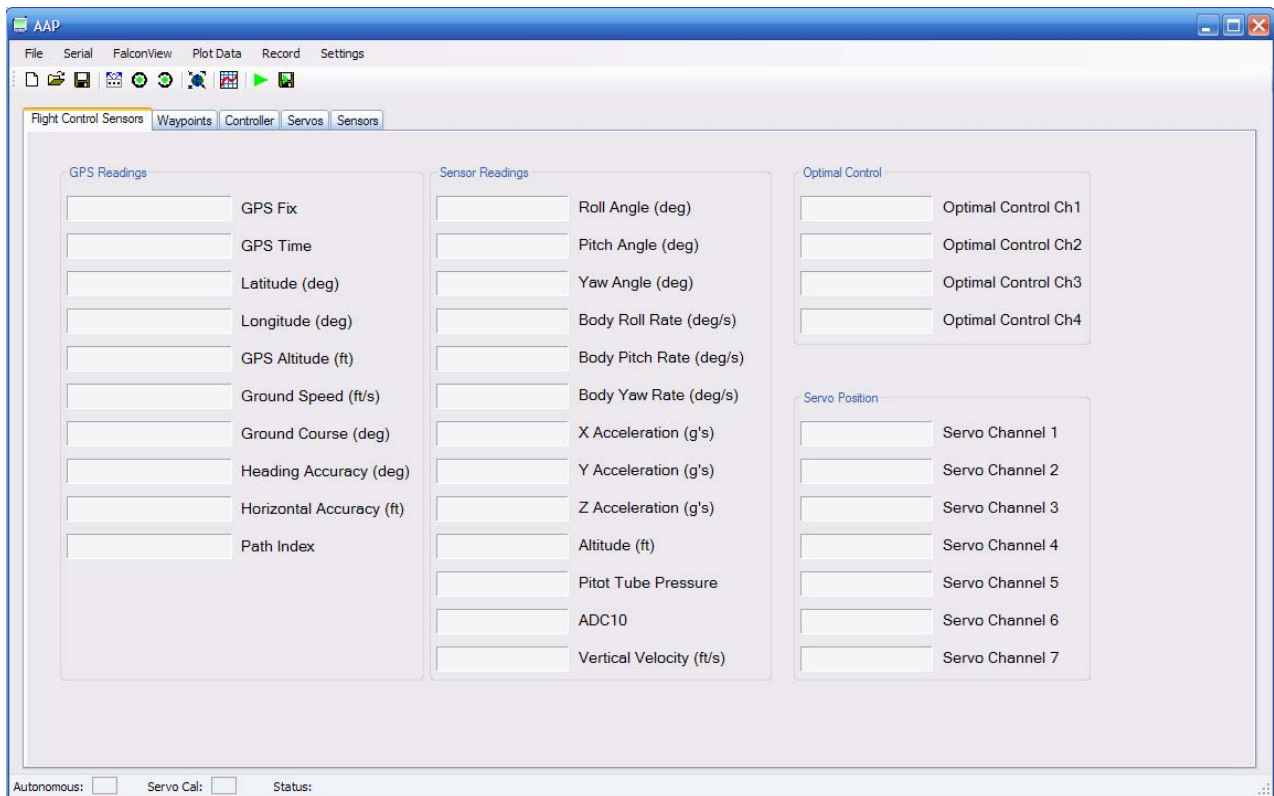 AAP
File Serial FalconView Plot Data Record Settings
Flight Control Sensors Waypoints Controller Servos Sensors
GPS Readings
GPS Fix
GPS Time
Latitude (deg)
Longitude (deg)
GPS Altitude (ft)
Ground Speed (ft/s)
Ground Course (deg)
Heading Accuracy (deg)
Horizontal Accuracy (ft)
Path Index
Sensor Readings
Roll Angle (deg)
Pitch Angle (deg)
Yaw Angle (deg)
Body Roll Rate (deg/s)
Body Pitch Rate (deg/s)
Body Yaw Rate (deg/s)
X Acceleration (g's)
Y Acceleration (g's)
Z Acceleration (g's)
Altitude (ft)
Pitot Tube Pressure
ADC10
Vertical Velocity (ft/s)
Optimal Control
Optimal Control Ch1
Optimal Control Ch2
Optimal Control Ch3
Optimal Control Ch4
Servo Position
Servo Channel 1
Servo Channel 2
Servo Channel 3
Servo Channel 4
Servo Channel 5
Servo Channel 6
Servo Channel 7
Autonomous: Servo Cal: Status: